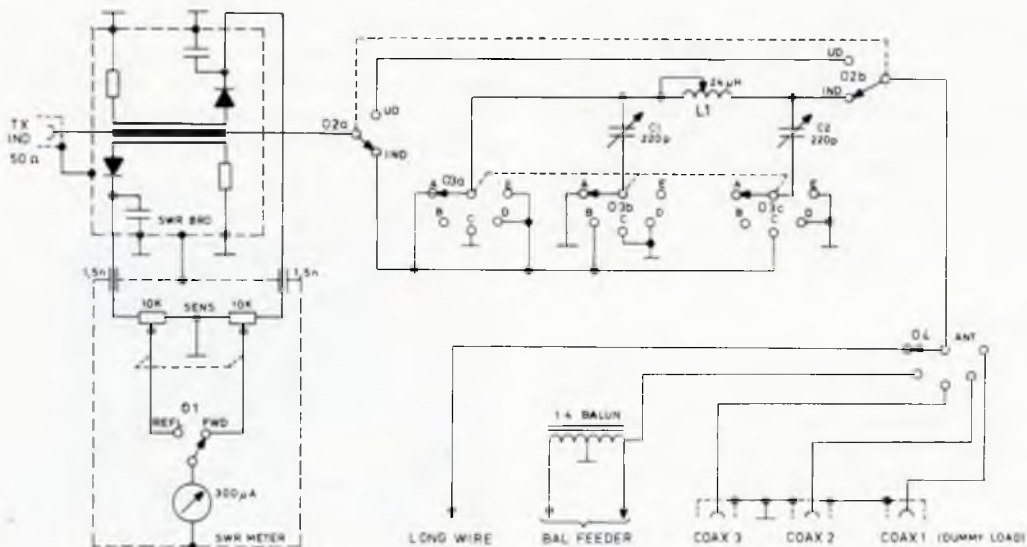 TX
IND
50Ω
SWR BRO
1,5n
1,5n
10K
SENS
10K
O1
REFL
FWD
300µA
SWR METER
O2a
UD
IND
UD
O2b
IND
24µH
L1
C1
220p
C2
220p
O3a
A
B
C
D
E
O3b
A
B
C
D
E
O3c
A
B
C
D
E
O4
ANT
1:4 BALUN
LONG WIRE
BAL FEEDER
COAX 3
COAX 2
COAX 1 (DUMMY LOAD)